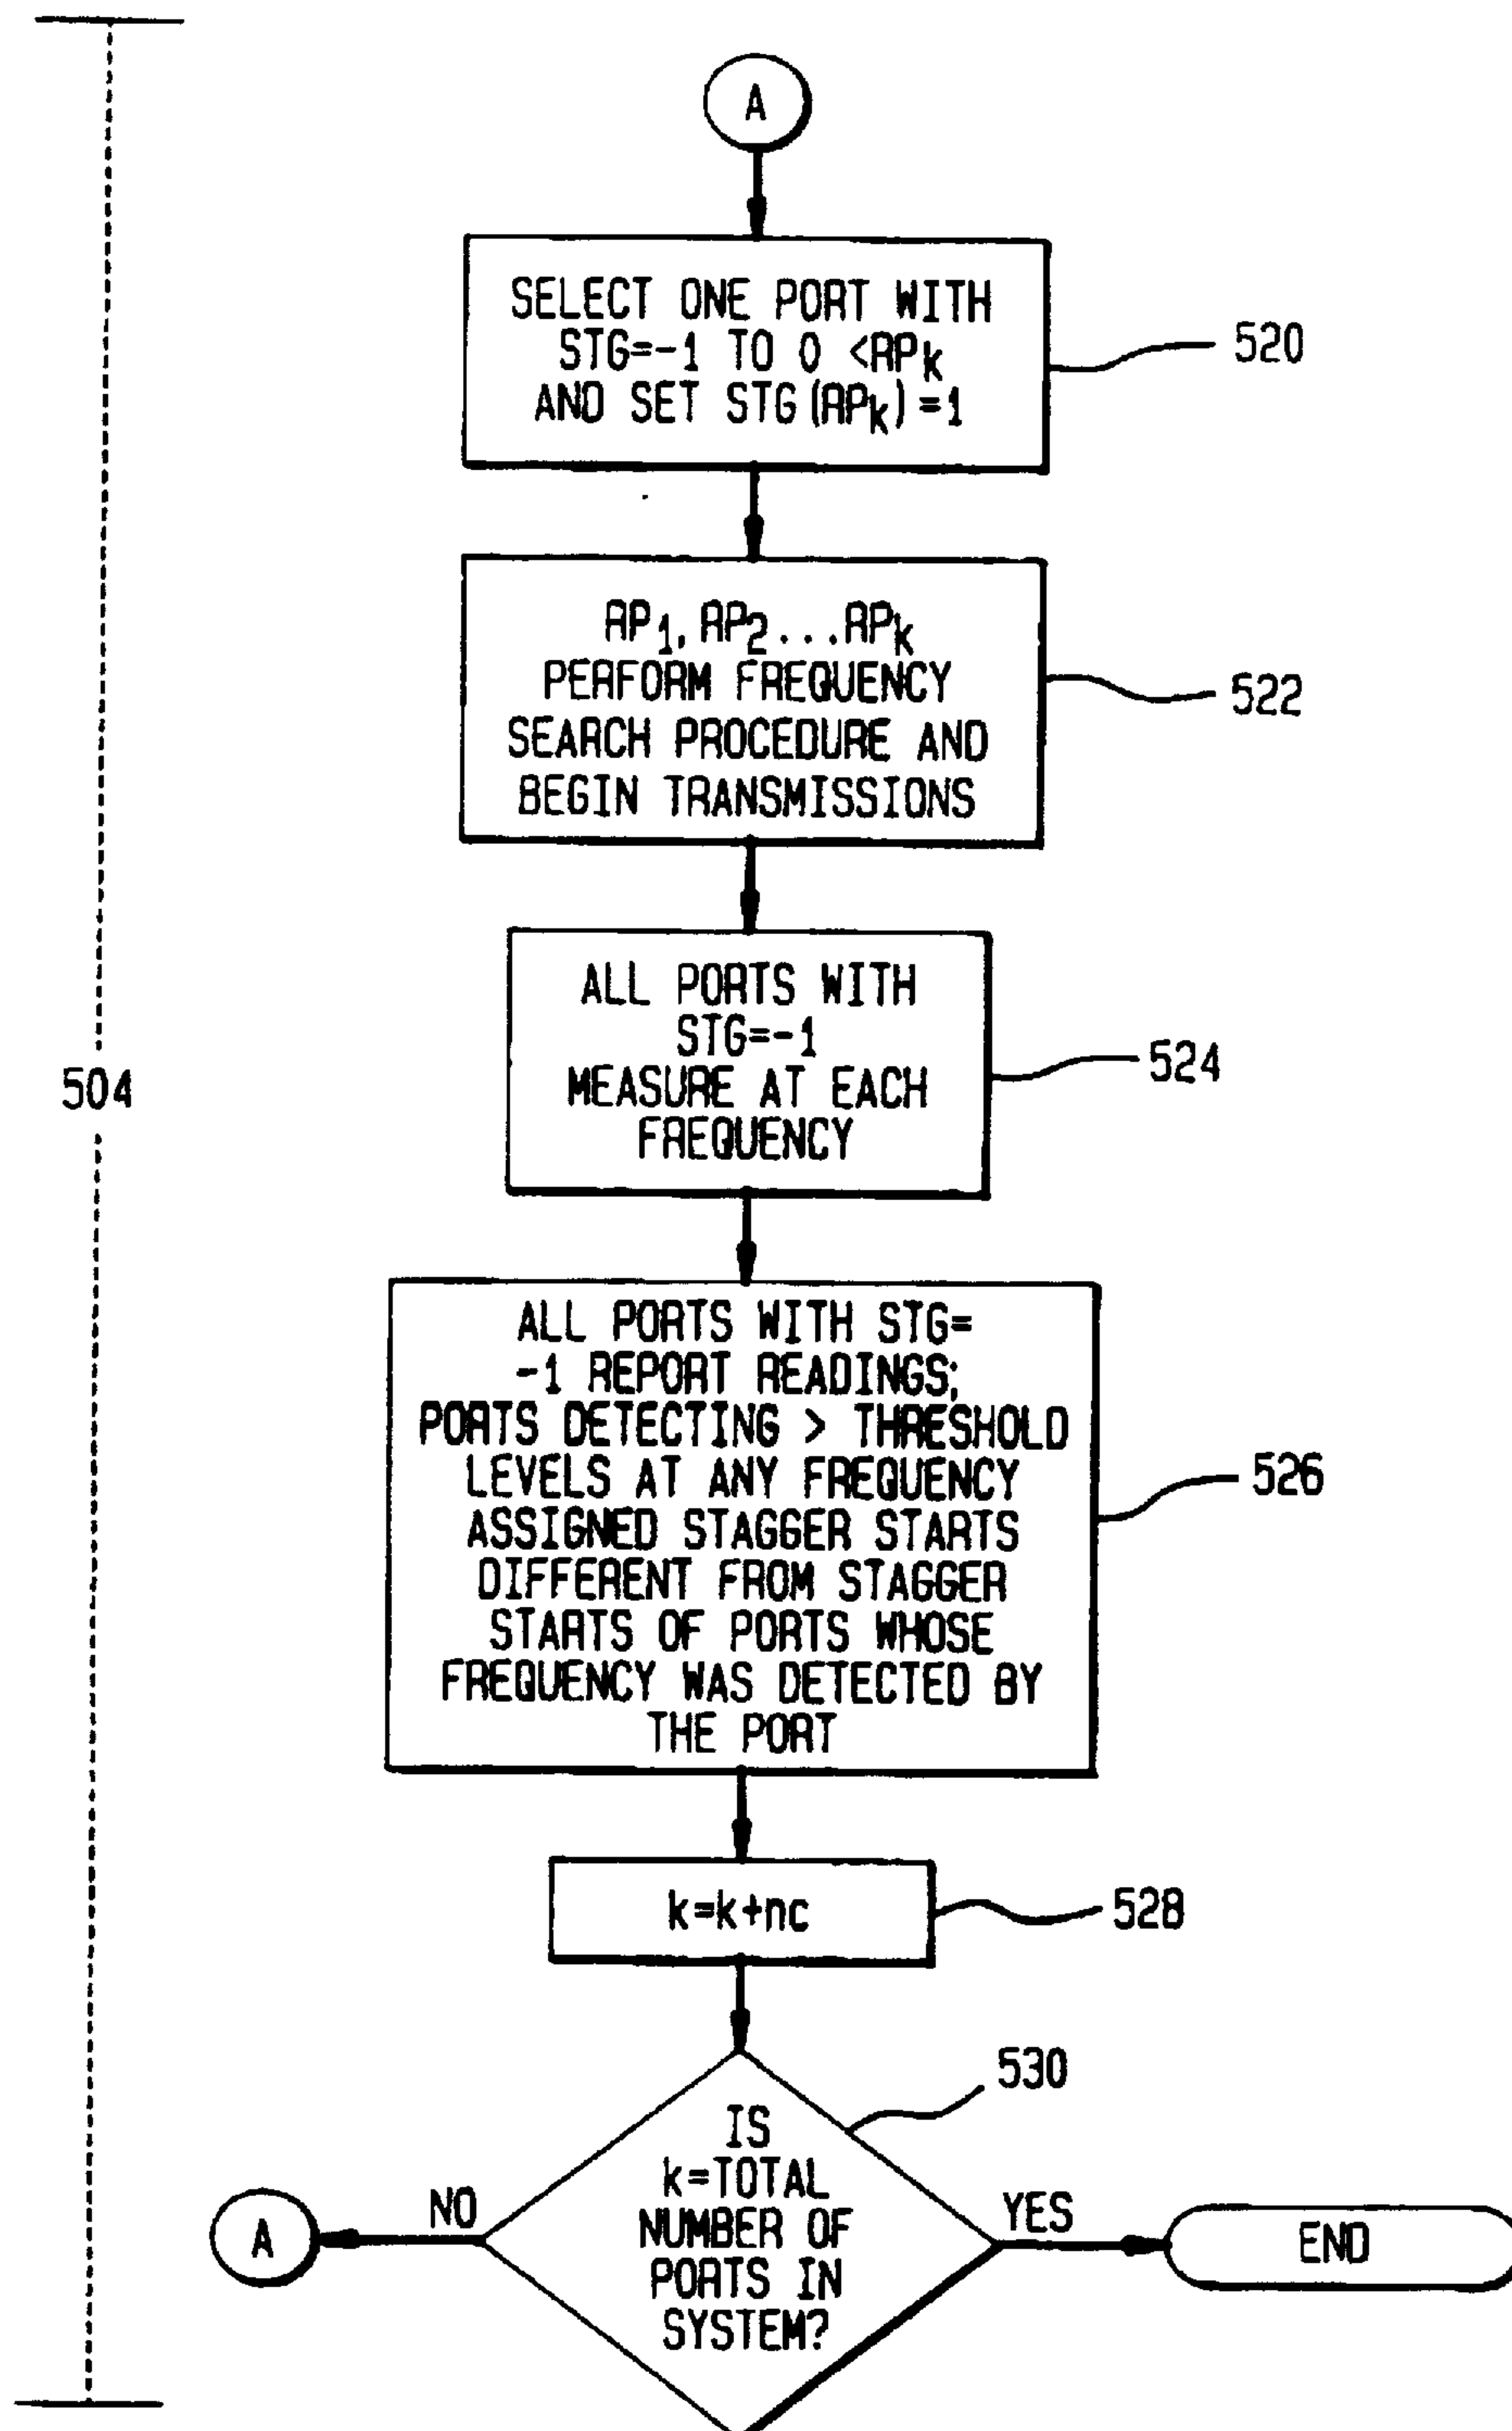 A
SELECT ONE PORT WITH
STG=-1 TO 0 <RPk
AND SET STG(RPk)=1
520
RP1, RP2...RPk
PERFORM FREQUENCY
SEARCH PROCEDURE AND
BEGIN TRANSMISSIONS
522
ALL PORTS WITH
STG=-1
MEASURE AT EACH
FREQUENCY
524
504
ALL PORTS WITH STG=
-1 REPORT READINGS;
PORTS DETECTING > THRESHOLD
LEVELS AT ANY FREQUENCY
ASSIGNED STAGGER STARTS
DIFFERENT FROM STAGGER
STARTS OF PORTS WHOSE
FREQUENCY WAS DETECTED BY
THE PORT
526
k=k+nc
528
530
IS
k=TOTAL
NUMBER OF
PORTS IN
SYSTEM?
NO
A
YES
END